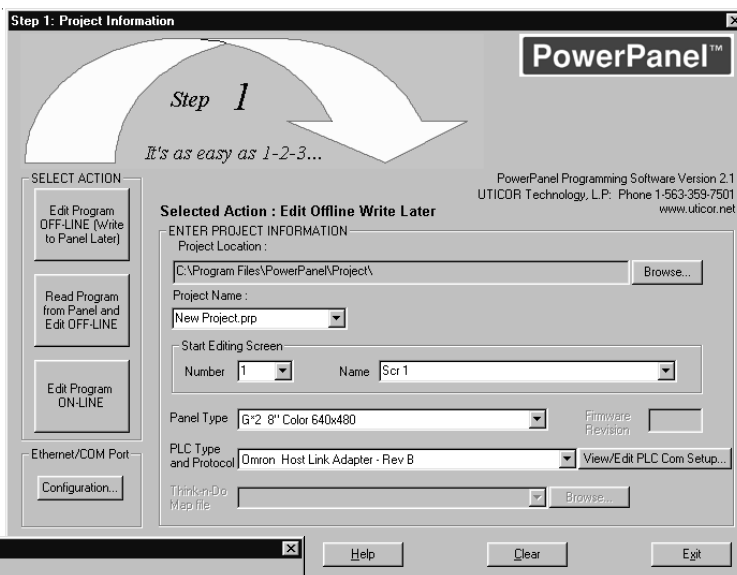 Step 1: Project Information
PowerPanel™
Step 1
It's as easy as 1-2-3...
SELECT ACTION
Edit Program
OFF-LINE (Write
to Panel Later)
Read Program
from Panel and
Edit OFF-LINE
Edit Program
ON-LINE
Ethernet/COM Port
Configuration...
PowerPanel Programming Software Version 2.1
UTICOR Technology, L.P: Phone 1-563-359-7501
www.uticor.net
Selected Action : Edit Offline Write Later
ENTER PROJECT INFORMATION
Project Location :
C:\Program Files\PowerPanel\Project\
Browse...
Project Name :
New Project.prp
Start Editing Screen
Number 1 Name Scr 1
Panel Type G*2 8" Color 640x480
Firmware
Revision
PLC Type
and Protocol Omron Host Link Adapter - Rev B View/Edit PLC Com Setup...
Think-n-Do
Map file Browse...
Help Clear Exit